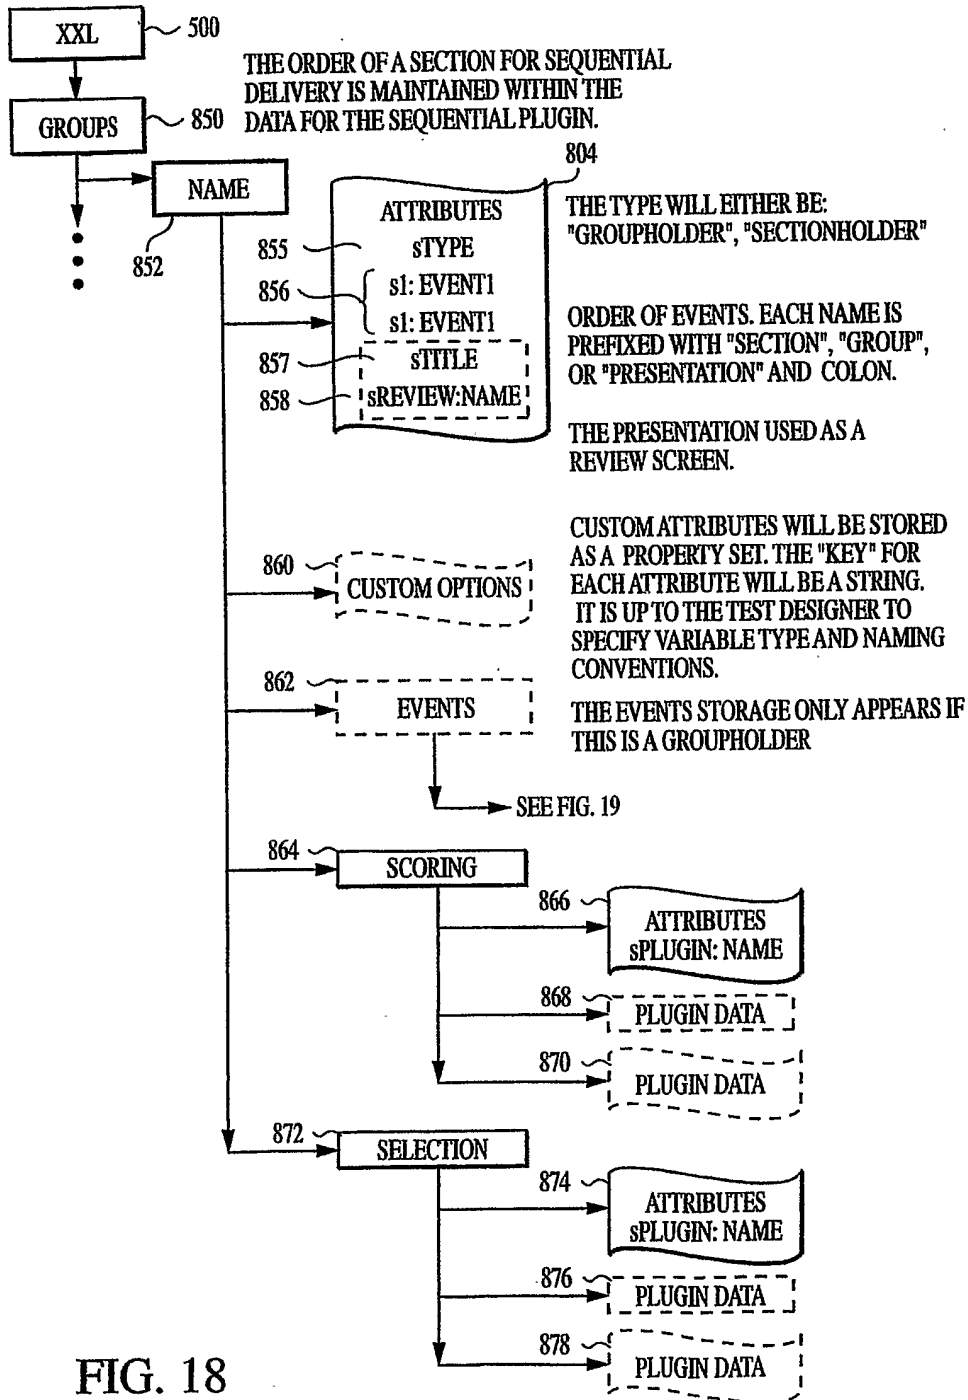 XXL
500
THE ORDER OF A SECTION FOR SEQUENTIAL
DELIVERY IS MAINTAINED WITHIN THE
DATA FOR THE SEQUENTIAL PLUGIN.
GROUPS
850
NAME
852
804
ATTRIBUTES
855
sTYPE
856
s1: EVENT1
s1: EVENT1
857
sTITLE
858
sREVIEW:NAME
THE TYPE WILL EITHER BE:
"GROUPHOLDER", "SECTIONHOLDER"
ORDER OF EVENTS. EACH NAME IS
PREFIXED WITH "SECTION", "GROUP",
OR "PRESENTATION" AND COLON.
THE PRESENTATION USED AS A
REVIEW SCREEN.
860
CUSTOM OPTIONS
CUSTOM ATTRIBUTES WILL BE STORED
AS A PROPERTY SET. THE "KEY" FOR
EACH ATTRIBUTE WILL BE A STRING.
IT IS UP TO THE TEST DESIGNER TO
SPECIFY VARIABLE TYPE AND NAMING
CONVENTIONS.
862
EVENTS
THE EVENTS STORAGE ONLY APPEARS IF
THIS IS A GROUPHOLDER
SEE FIG. 19
864
SCORING
866
ATTRIBUTES
sPLUGIN: NAME
868
PLUGIN DATA
870
PLUGIN DATA
872
SELECTION
874
ATTRIBUTES
sPLUGIN: NAME
876
PLUGIN DATA
878
PLUGIN DATA
FIG. 18